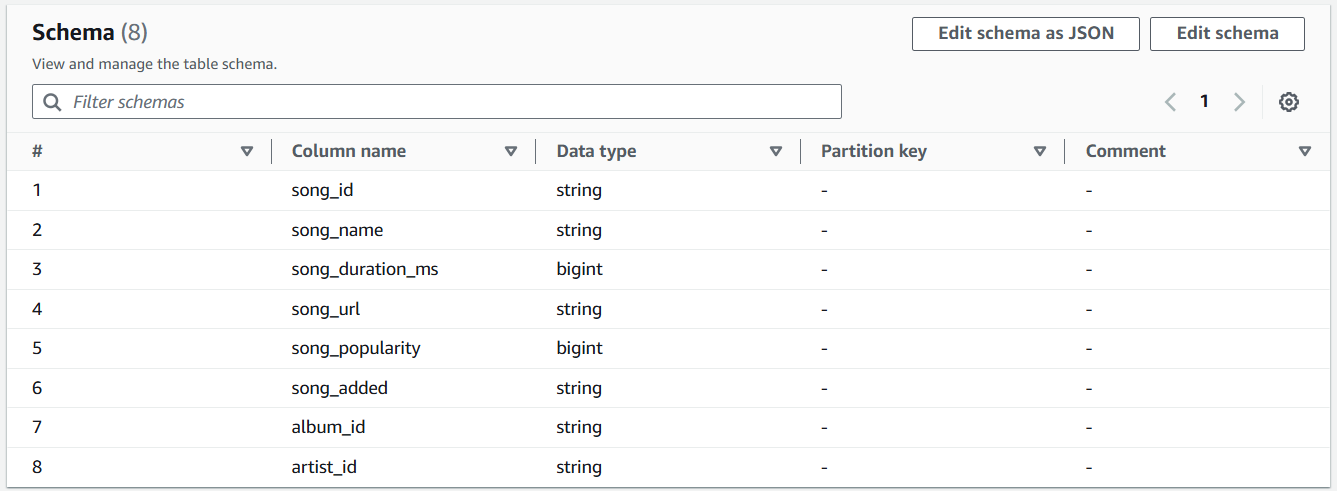 Schema (8)
Edit schema as JSON
Edit schema
View and manage the table schema.
Filter schemas
1
# Column name Data type Partition key Comment
1 song_id string - -
2 song_name string - -
3 song_duration_ms bigint - -
4 song_url string - -
5 song_popularity bigint - -
6 song_added string - -
7 album_id string - -
8 artist_id string - -